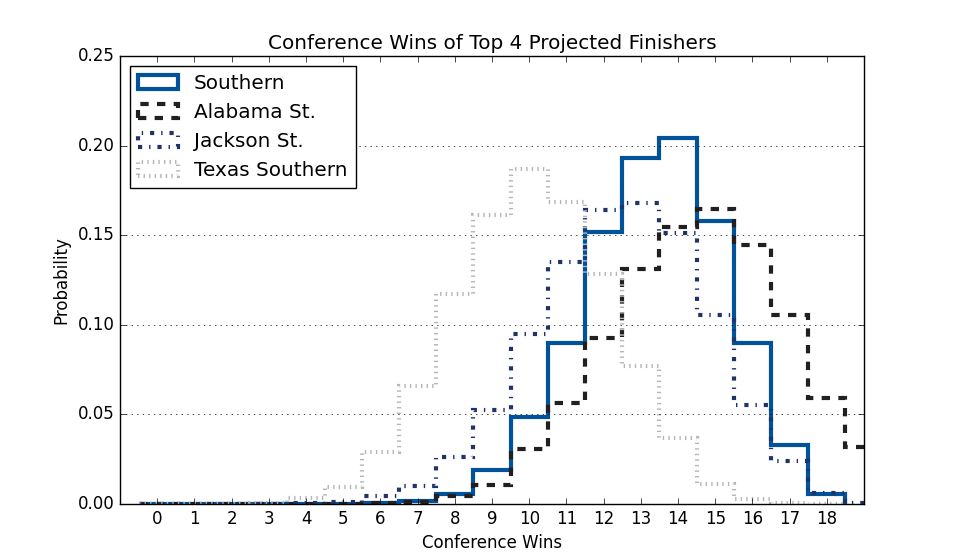 Conference Wins of Top 4 Projected Finishers
0.25
0.20
0.15
0.10
0.05
0.00
Probability
Southern
Alabama St.
Jackson St.
Texas Southern
0 1 2 3 4 5 6 7 8 9 10 11 12 13 14 15 16 17 18
Conference Wins